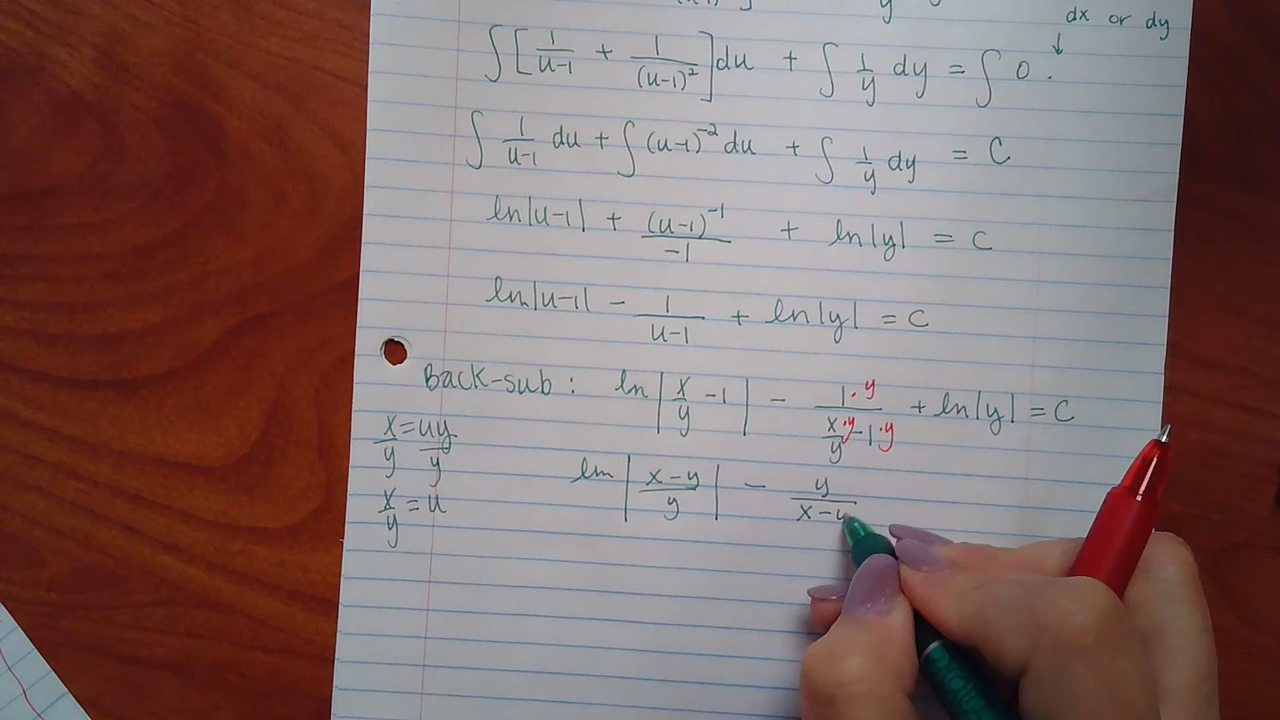 dx or dy
∫ [ 1/(u-1) + 1/(u-1)² ] du + ∫ 1/y dy = ∫ 0 .
∫ 1/(u-1) du + ∫ (u-1)⁻² du + ∫ 1/y dy = C
ln|u-1| + (u-1)⁻¹/-1 + ln|y| = C
ln|u-1| - 1/(u-1) + ln|y| = C
Back-sub: ln | x/y - 1 | - (1·y)/(x/y·y - 1·y) + ln|y| = C
x/y = uy/y
ln | (x-y)/y | - y/(x-y)
x/y = u